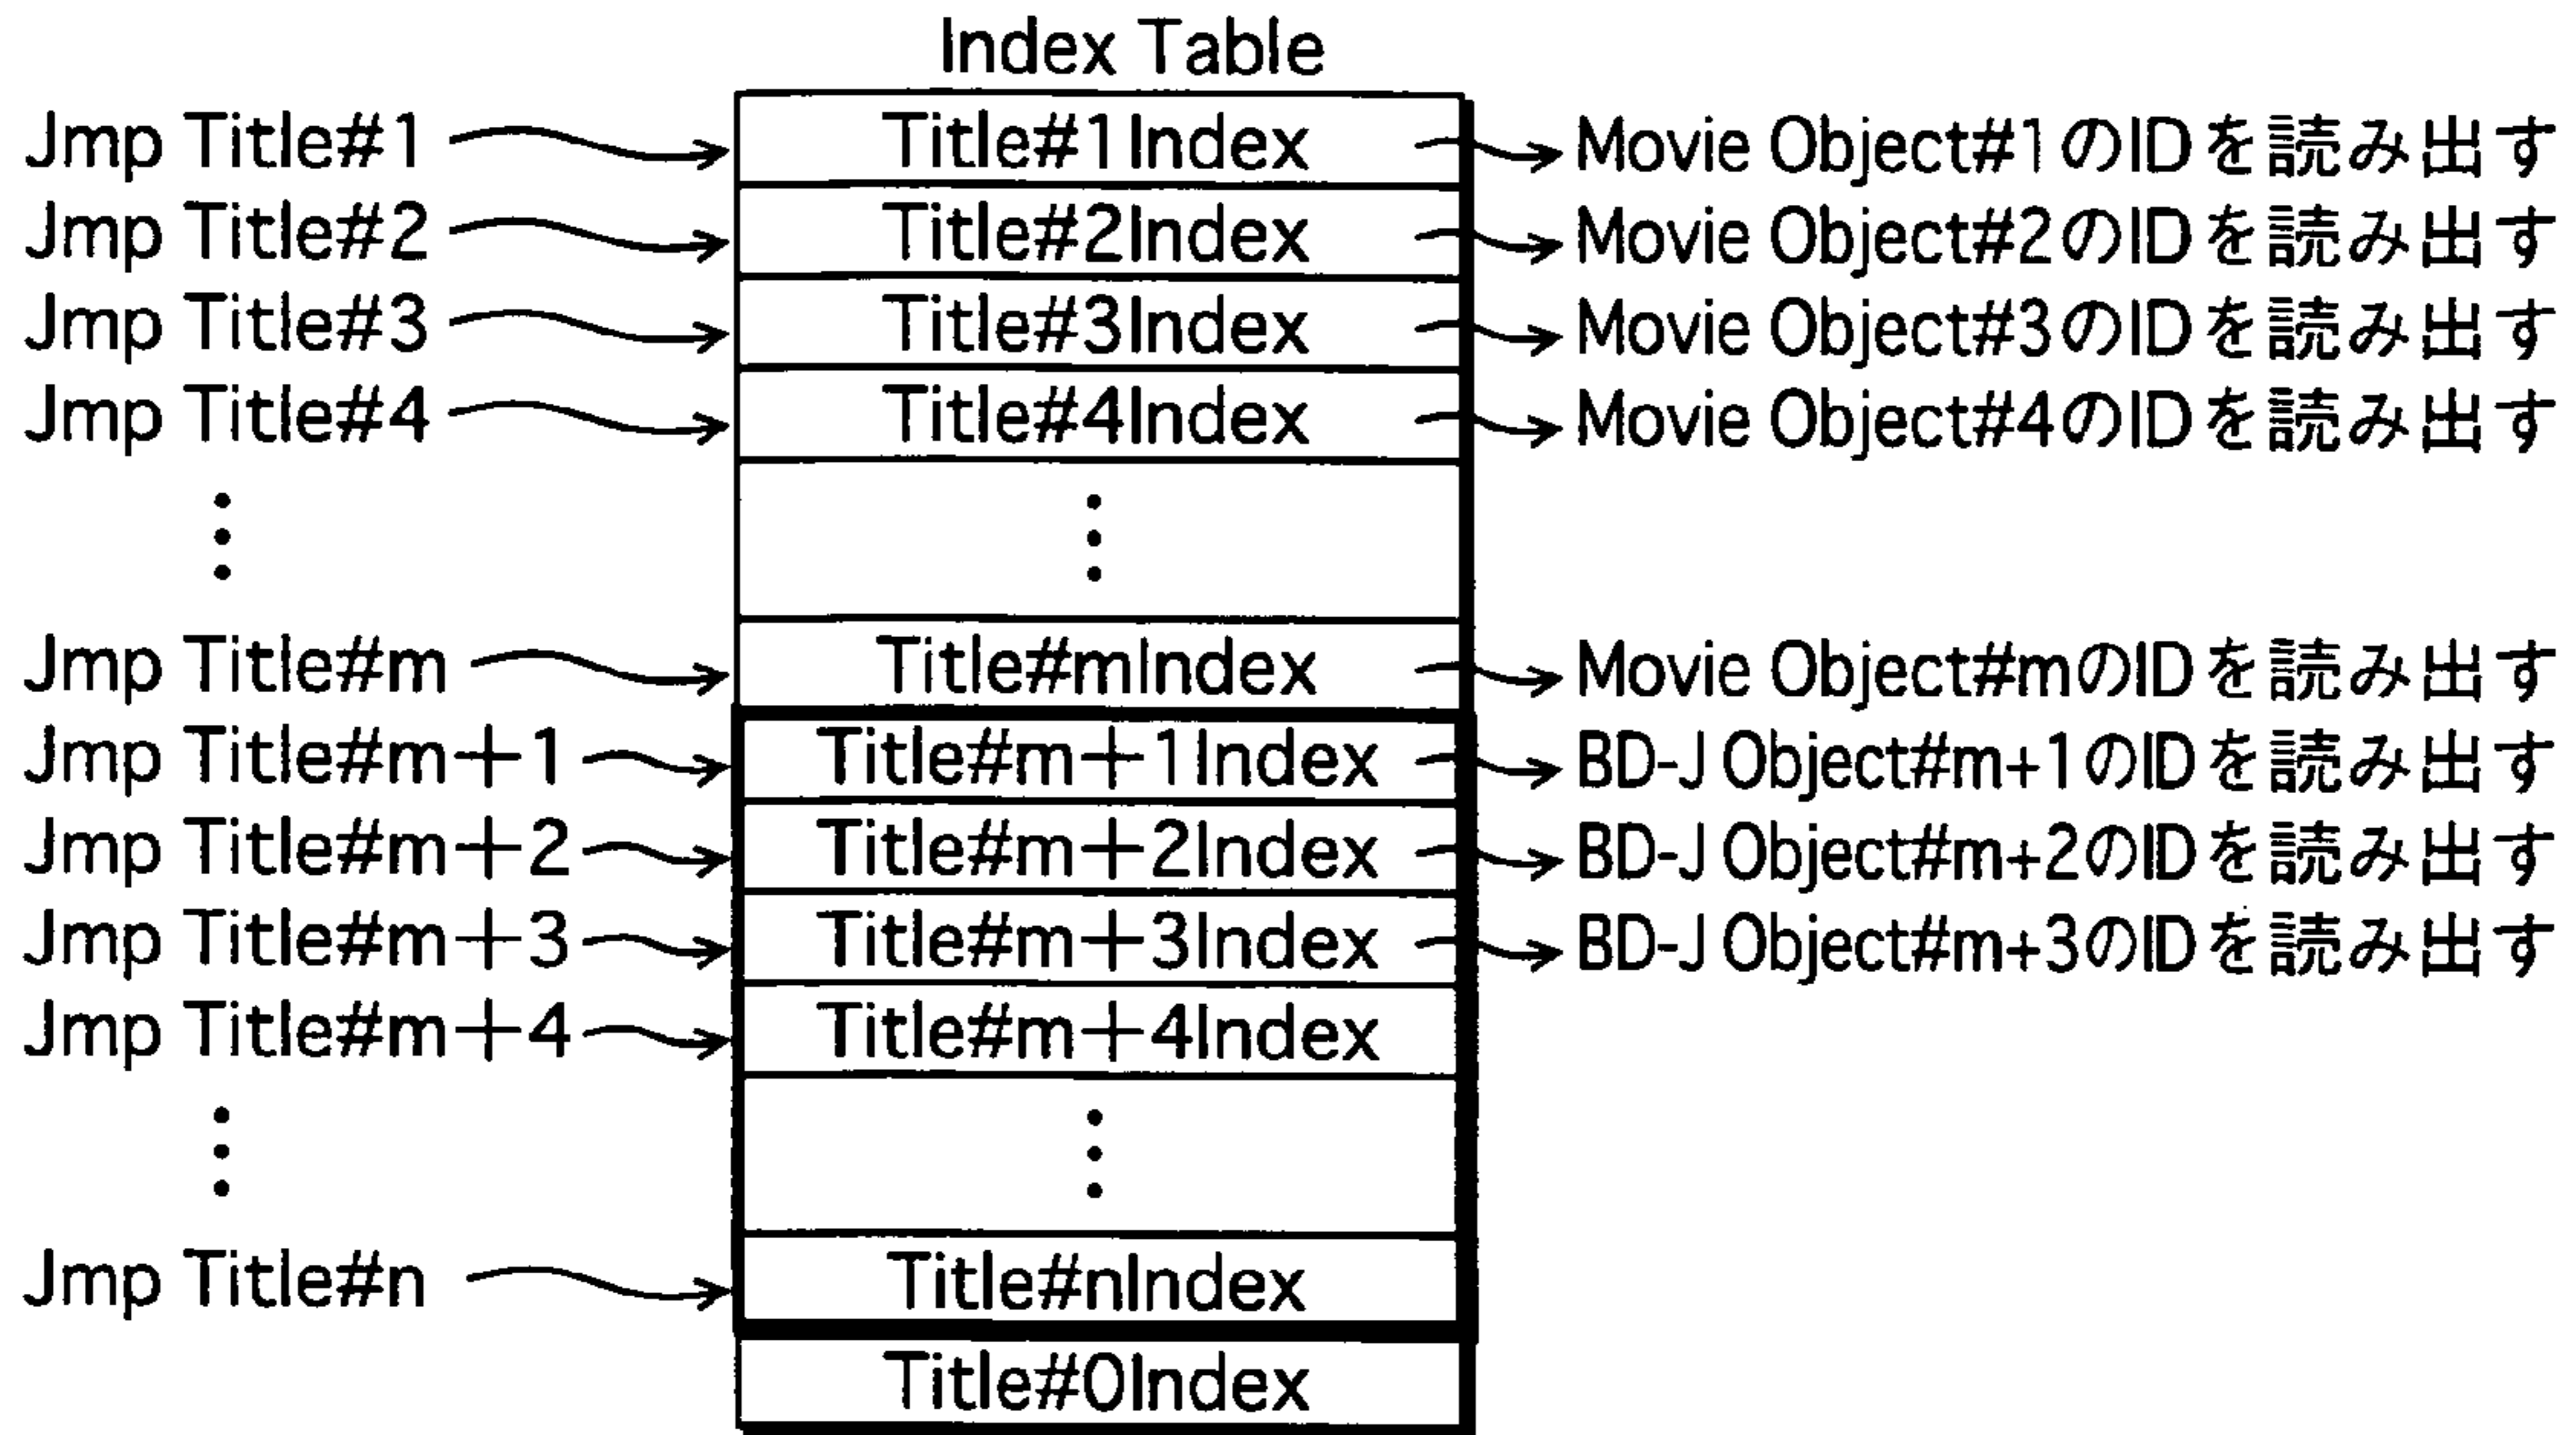 Index Table
Jmp Title#1 Title#1Index Movie Object#1のIDを読み出す
Jmp Title#2 Title#2Index Movie Object#2のIDを読み出す
Jmp Title#3 Title#3Index Movie Object#3のIDを読み出す
Jmp Title#4 Title#4Index Movie Object#4のIDを読み出す
Jmp Title#m Title#mIndex Movie Object#mのIDを読み出す
Jmp Title#m+1 Title#m+1Index BD-J Object#m+1のIDを読み出す
Jmp Title#m+2 Title#m+2Index BD-J Object#m+2のIDを読み出す
Jmp Title#m+3 Title#m+3Index BD-J Object#m+3のIDを読み出す
Jmp Title#m+4 Title#m+4Index
Jmp Title#n Title#nIndex
Title#0Index